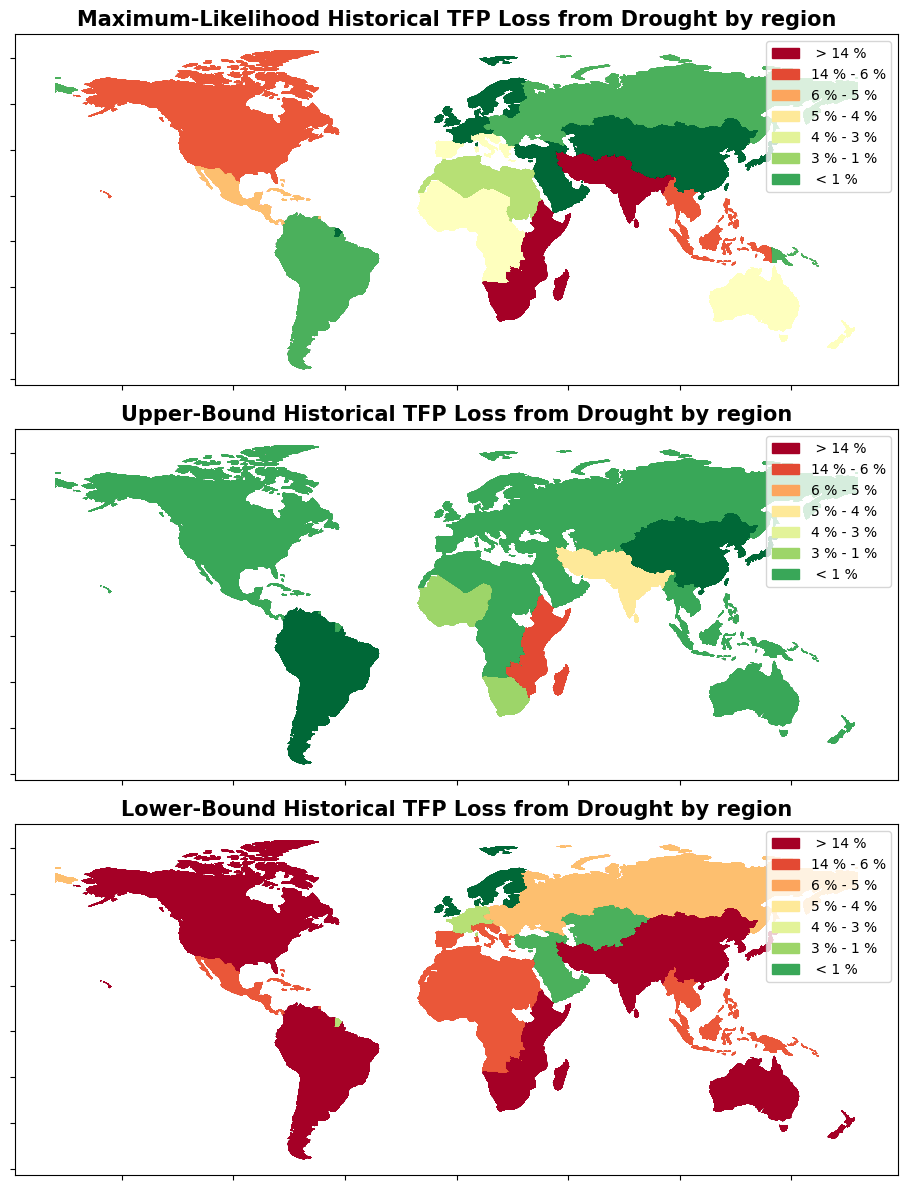 Maximum-Likelihood Historical TFP Loss from Drought by region
> 14 %
14 % - 6 %
6 % - 5 %
5 % - 4 %
4 % - 3 %
3 % - 1 %
< 1 %
Upper-Bound Historical TFP Loss from Drought by region
> 14 %
14 % - 6 %
6 % - 5 %
5 % - 4 %
4 % - 3 %
3 % - 1 %
< 1 %
Lower-Bound Historical TFP Loss from Drought by region
> 14 %
14 % - 6 %
6 % - 5 %
5 % - 4 %
4 % - 3 %
3 % - 1 %
< 1 %